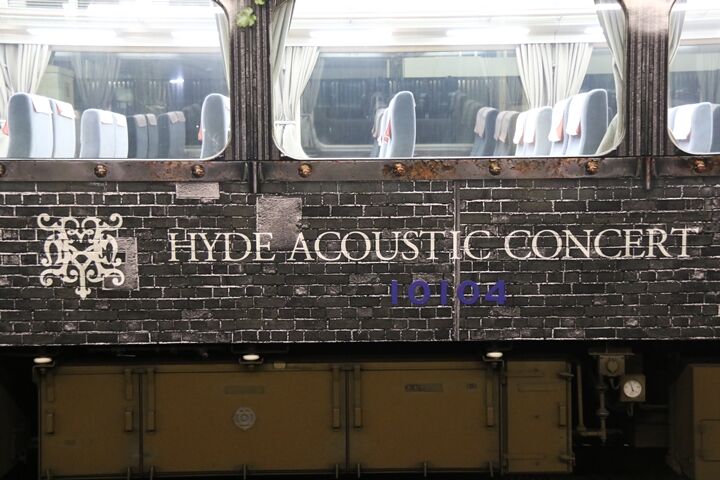 HYDE ACOUSTIC CONCERT
10104